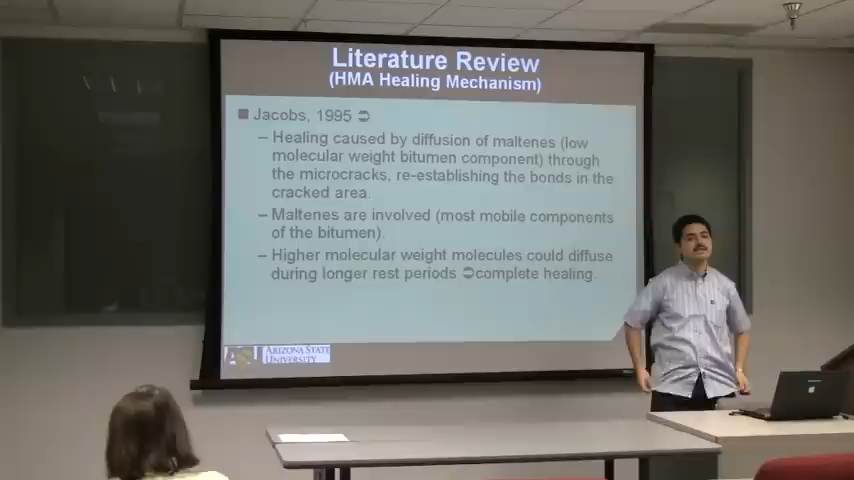 Literature Review
(HMA Healing Mechanism)
Jacobs, 1995 ➲
– Healing caused by diffusion of maltenes (low
molecular weight bitumen component) through
the microcracks, re-establishing the bonds in the
cracked area.
– Maltenes are involved (most mobile components
of the bitumen).
– Higher molecular weight molecules could diffuse
during longer rest periods ➲complete healing.
ASU
ARIZONA STATE
UNIVERSITY